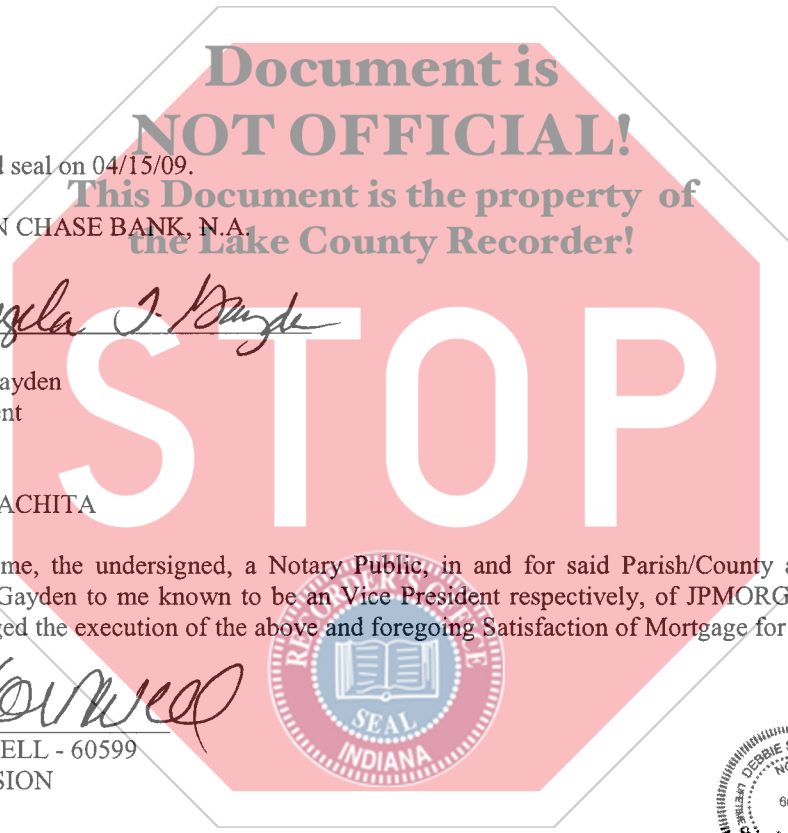 Document is
NOT OFFICIAL!
seal on 04/15/09.
This Document is the property of
N CHASE BANK, N.A.
the Lake County Recorder!
STOP
ayden
ent
ACHITA
me, the undersigned, a Notary Public, in and for said Parish/County
Gayden to me known to be an Vice President respectively, of JPMORG
ged the execution of the above and foregoing Satisfaction of Mortgage for
RECORDER'S OFFICE
SEAL
INDIANA
ELL - 60599
SION
DEBBIE
LIFETIME